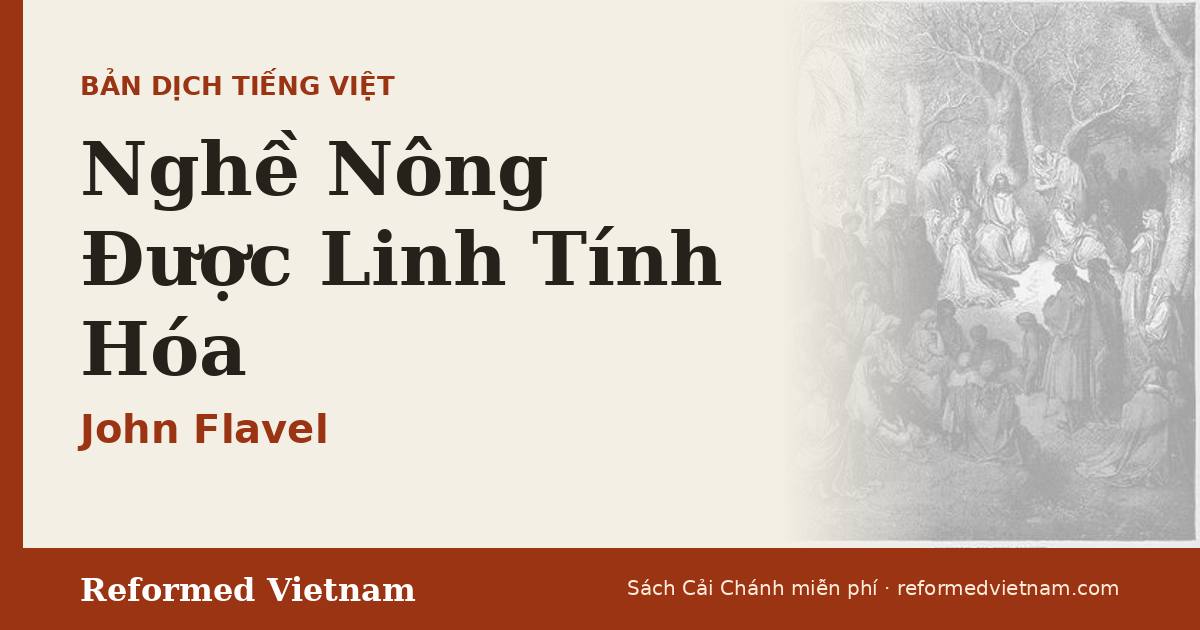 BẢN DỊCH TIẾNG VIỆT
Nghề Nông
Được Linh Tính
Hóa
John Flavel
Reformed Vietnam
Sách Cải Chánh miễn phí · reformedvietnam.com